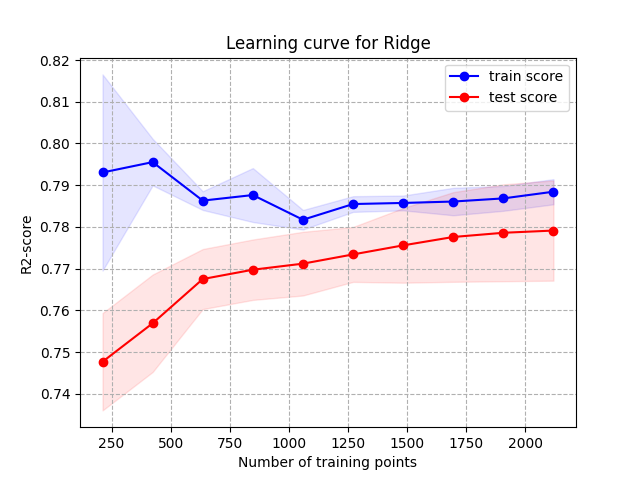 Learning curve for Ridge
train score
test score
0.82
0.81
0.80
0.79
0.78
0.77
0.76
0.75
0.74
R2-score
250 500 750 1000 1250 1500 1750 2000
Number of training points